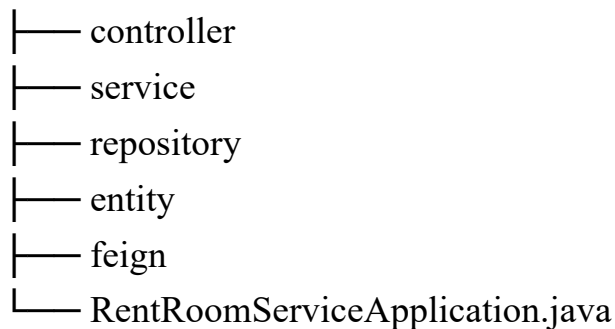 controller
service
repository
entity
feign
RentRoomServiceApplication.java